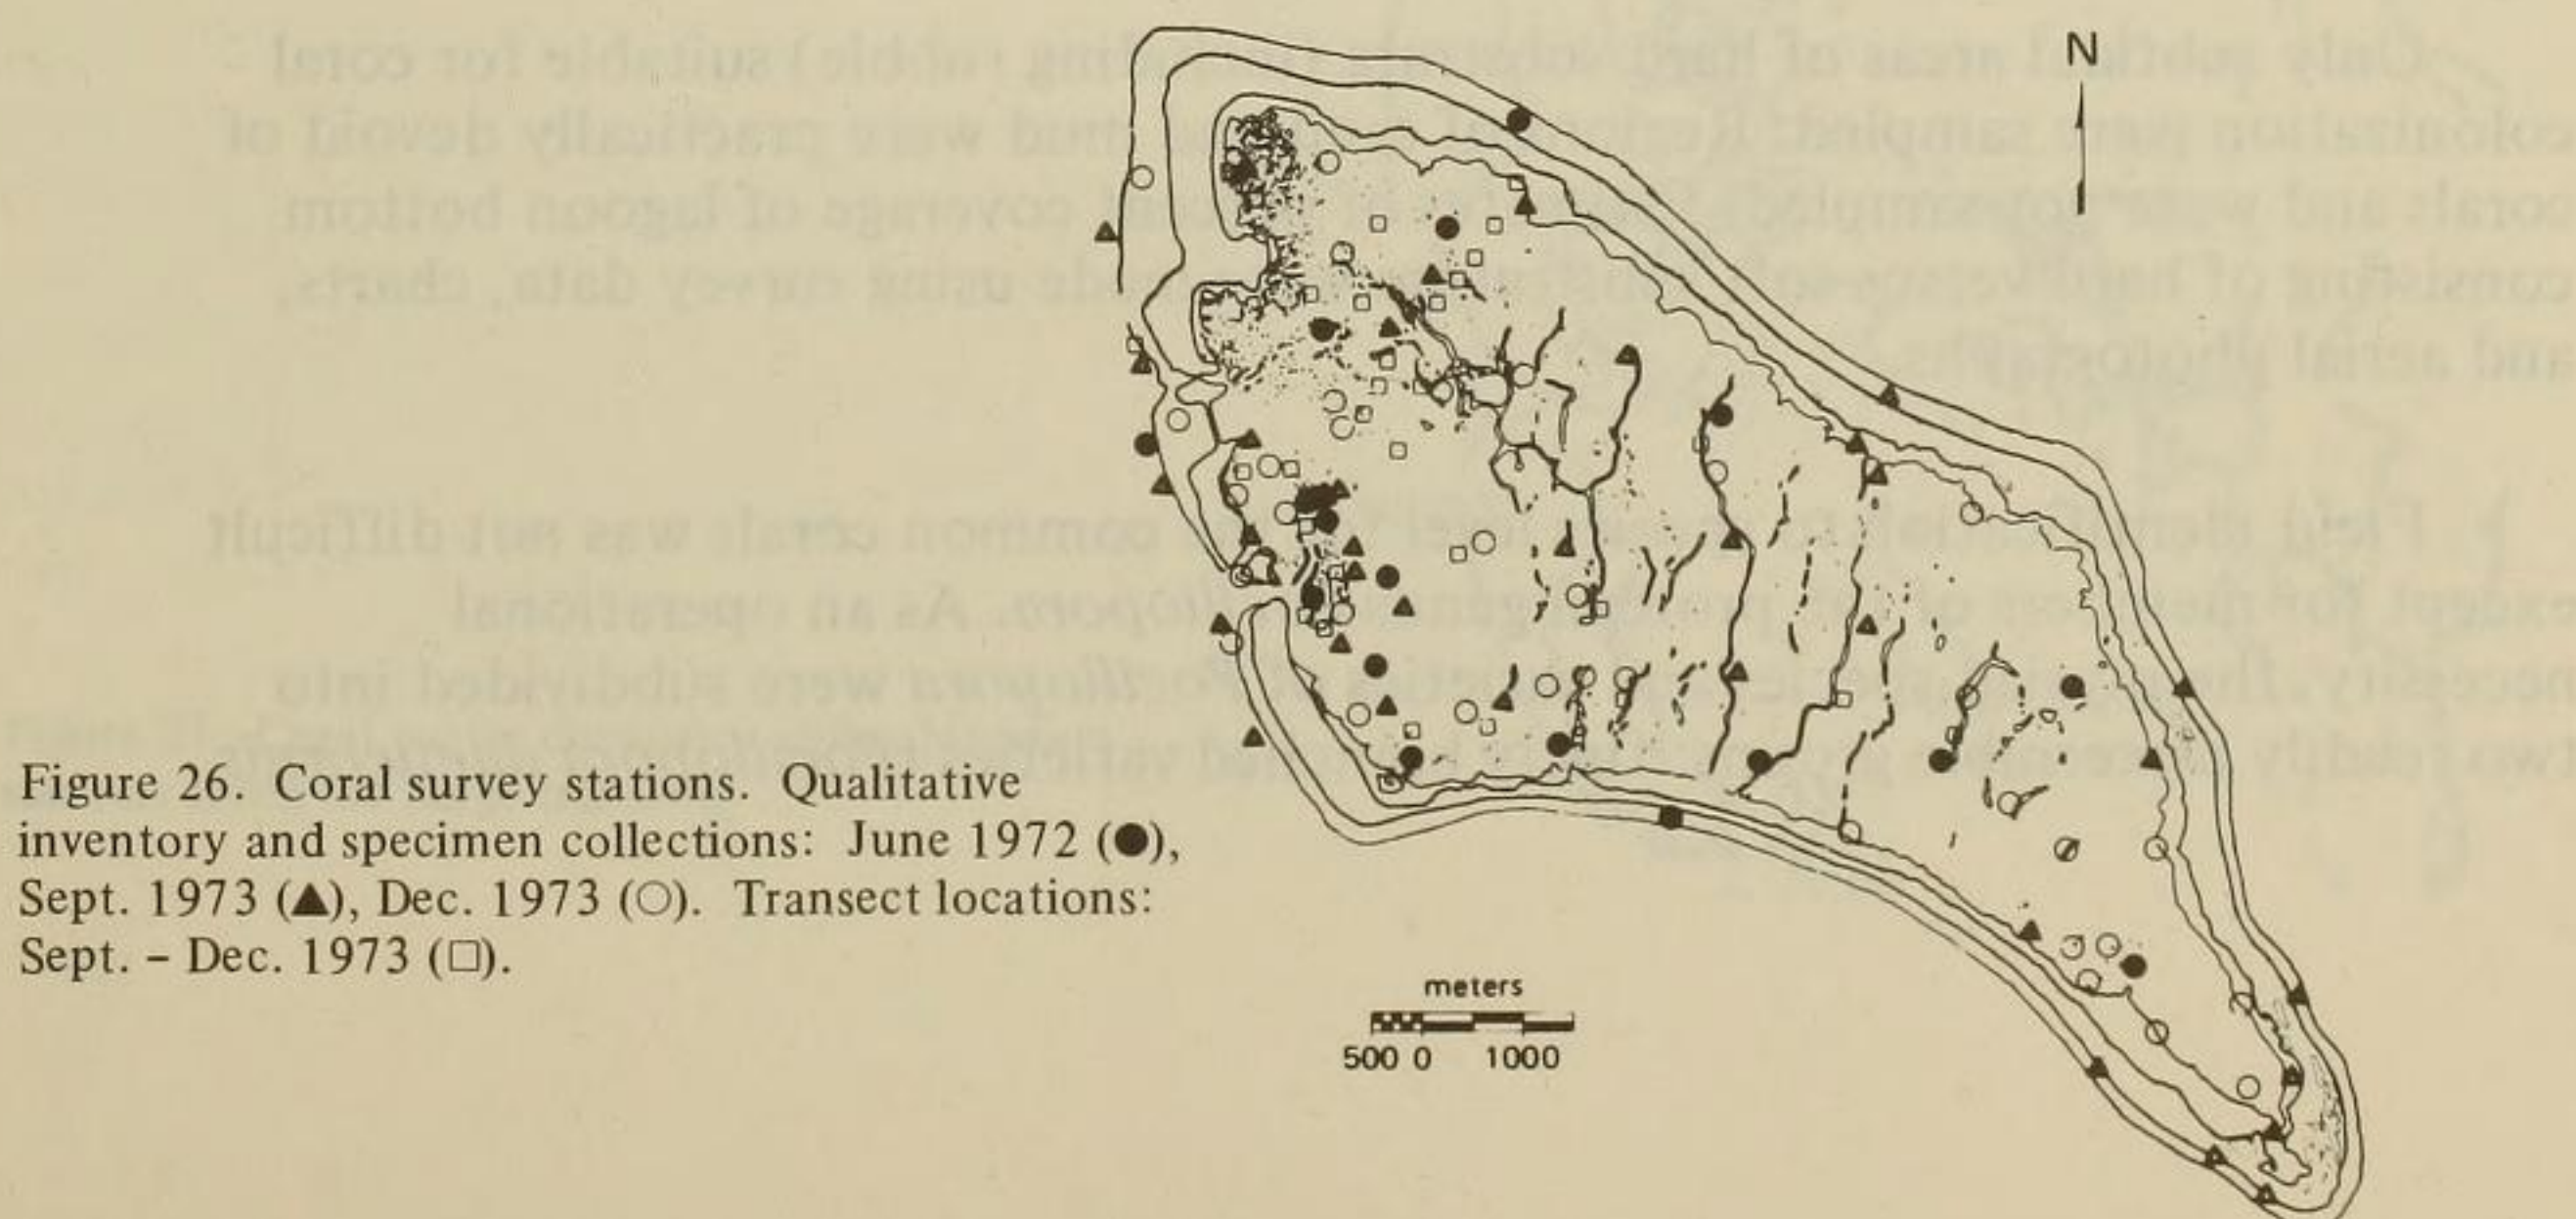 N
Figure 26. Coral survey stations. Qualitative
inventory and specimen collections: June 1972 (●),
Sept. 1973 (▲), Dec. 1973 (○). Transect locations:
Sept. – Dec. 1973 (□).
meters
500 0 1000